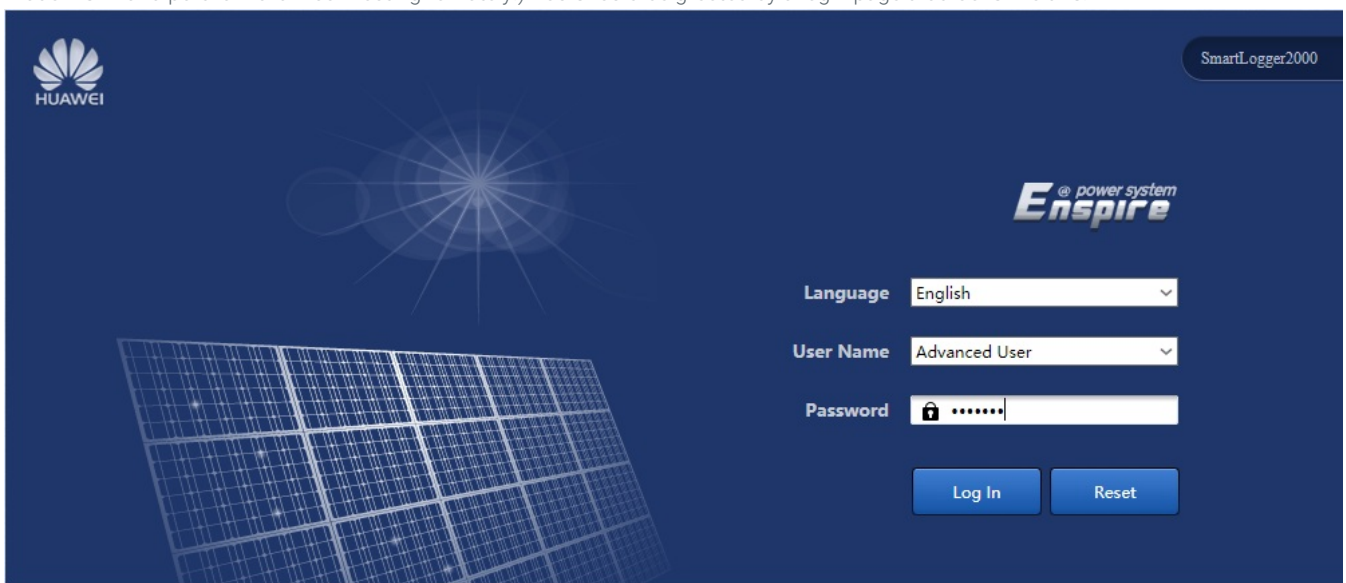 HUAWEI
SmartLogger2000
@ power system
Enspire
Language English
User Name Advanced User
Password •••••••
Log In Reset